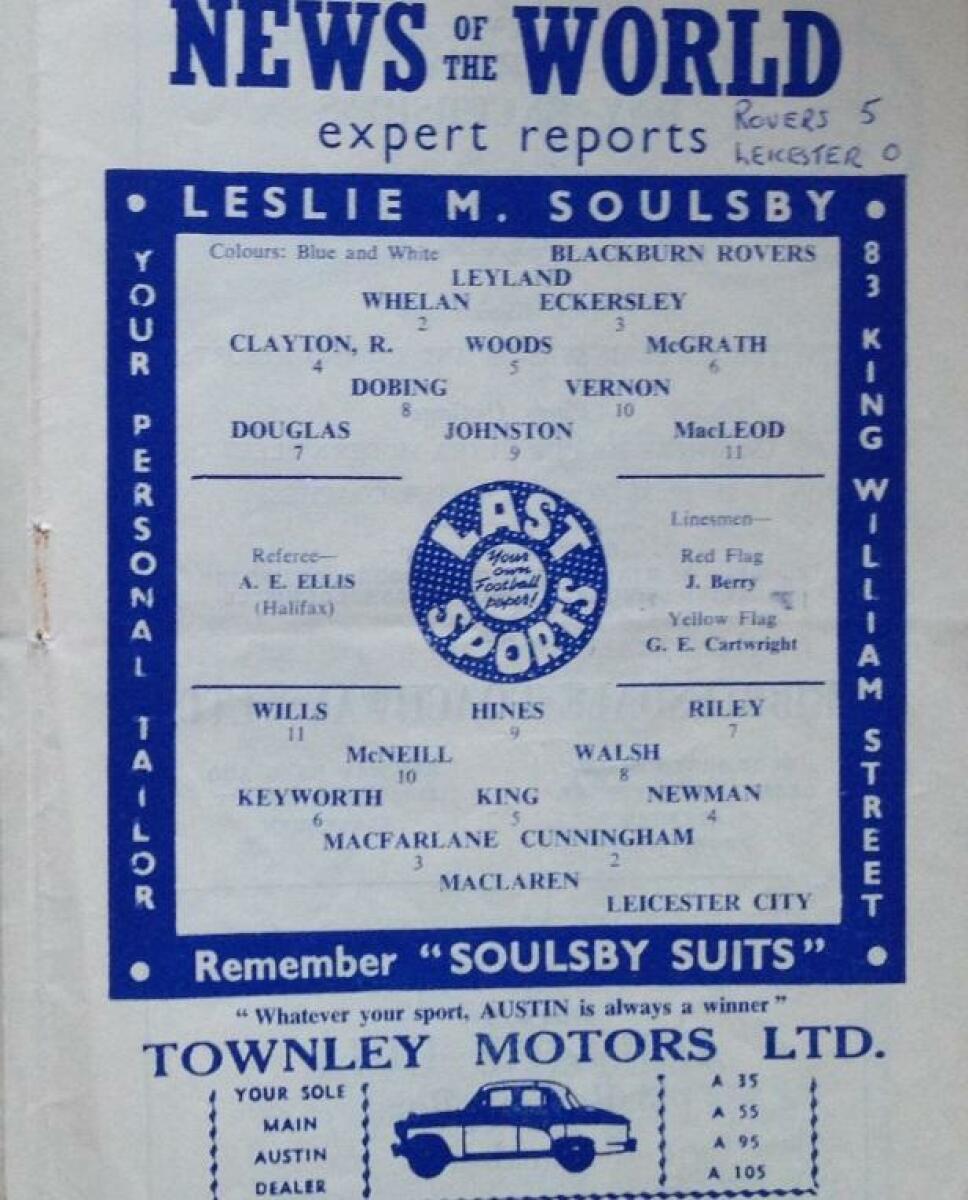 NEWS OF THE WORLD
expert reports
ROVERS 5
LEICESTER 0
• LESLIE M. SOULSBY •
YOUR PERSONAL TAILOR
83 KING WILLIAM STREET
Colours: Blue and White BLACKBURN ROVERS
LEYLAND
WHELAN ECKERSLEY
2 3
CLAYTON, R. WOODS McGRATH
4 5 6
DOBING VERNON
8 10
DOUGLAS JOHNSTON MacLEOD
7 9 11
Referee—
A. E. ELLIS
(Halifax)
LAST SPORTS
Your
own
Football
paper!
Linesmen—
Red Flag
J. Berry
Yellow Flag
G. E. Cartwright
WILLS HINES RILEY
11 9 7
McNEILL WALSH
10 8
KEYWORTH KING NEWMAN
6 5 4
MACFARLANE CUNNINGHAM
3 2
MACLAREN
LEICESTER CITY
• Remember "SOULSBY SUITS" •
"Whatever your sport, AUSTIN is always a winner"
TOWNLEY MOTORS LTD.
YOUR SOLE
MAIN
AUSTIN
DEALER
A 35
A 55
A 95
A 105